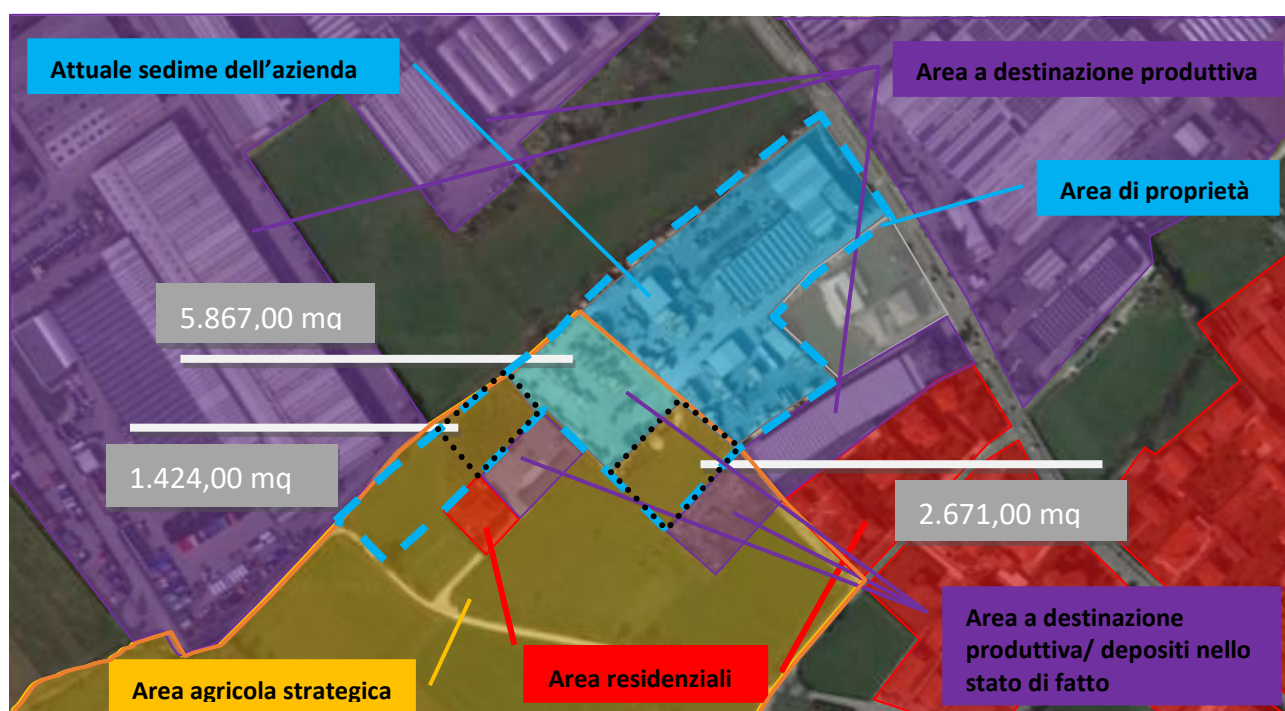 Attuale sedime dell'azienda
Area a destinazione produttiva
Area di proprietà
5.867,00 mq
1.424,00 mq
2.671,00 mq
Area agricola strategica
Area residenziali
Area a destinazione
produttiva/ depositi nello
stato di fatto